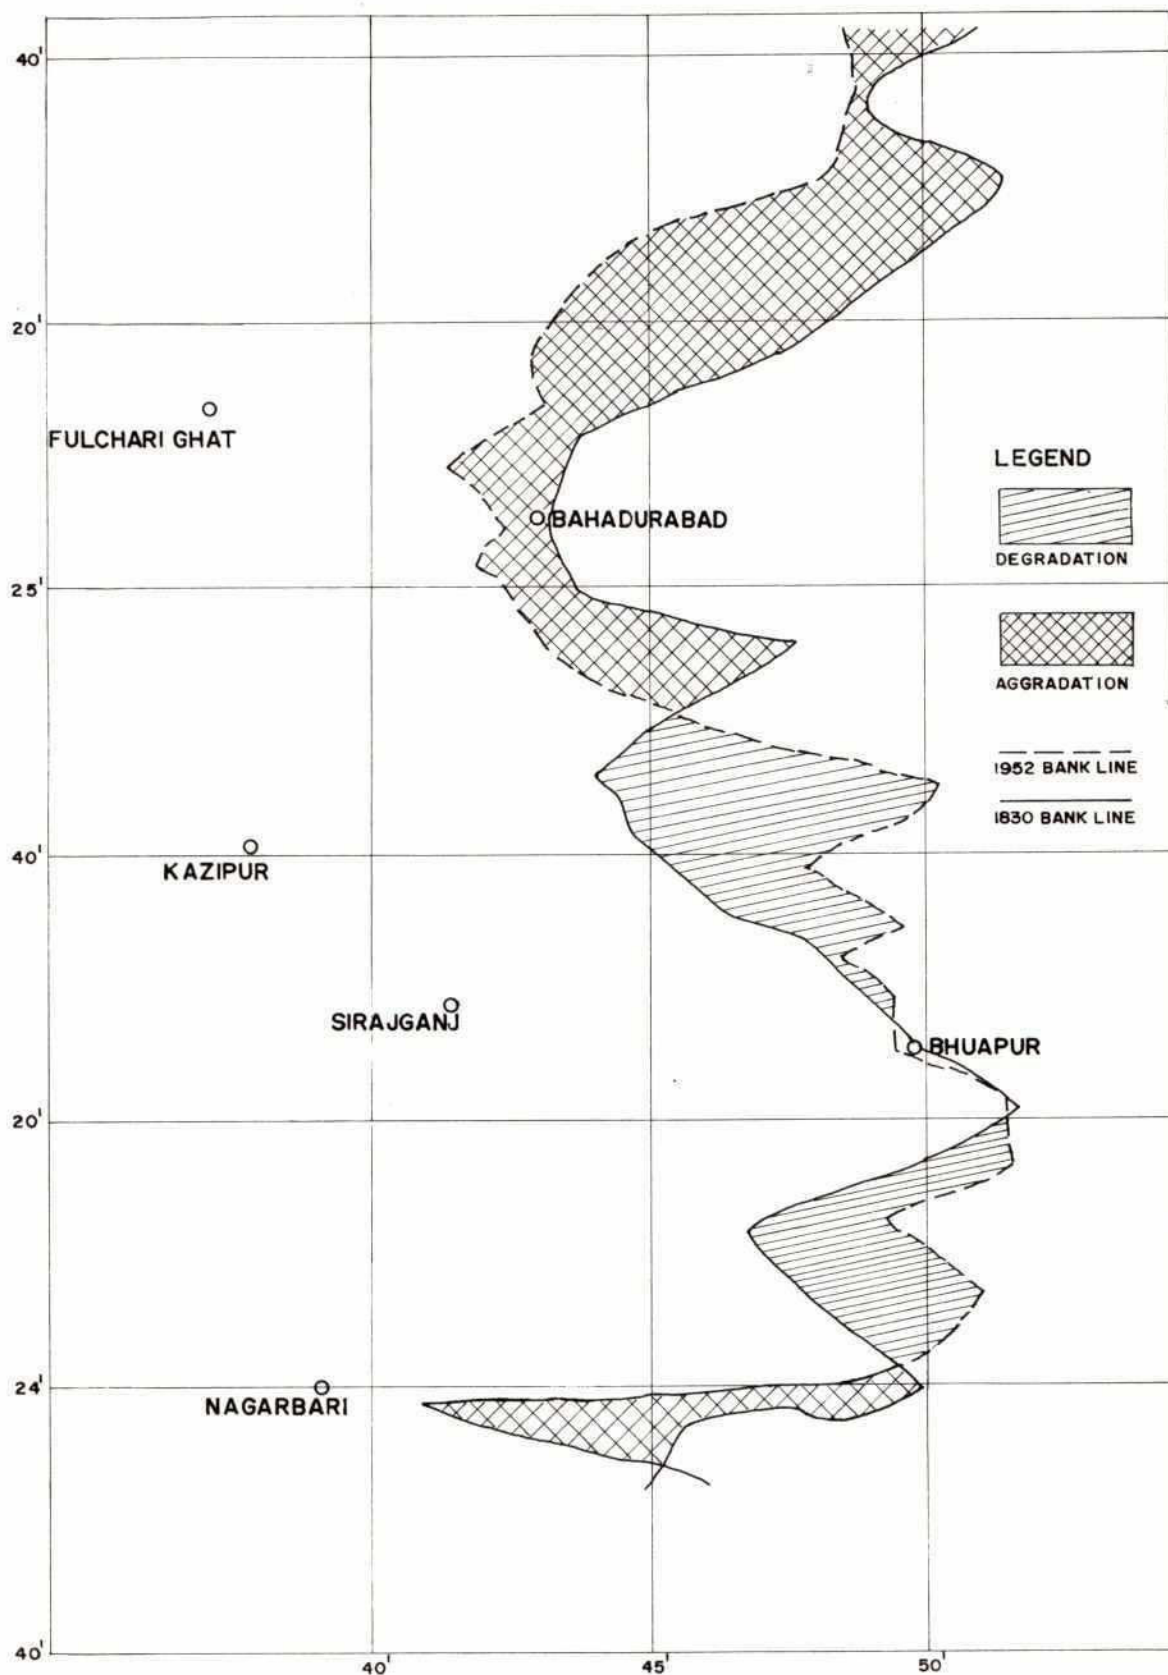 40'
20'
FULCHARI GHAT
LEGEND
BAHADURABAD
DEGRADATION
25'
AGGRADATION
1952 BANK LINE
1830 BANK LINE
40'
KAZIPUR
SIRAJGANJ
BHUAPUR
20'
24'
NAGARBARI
40'
40' 45' 50'